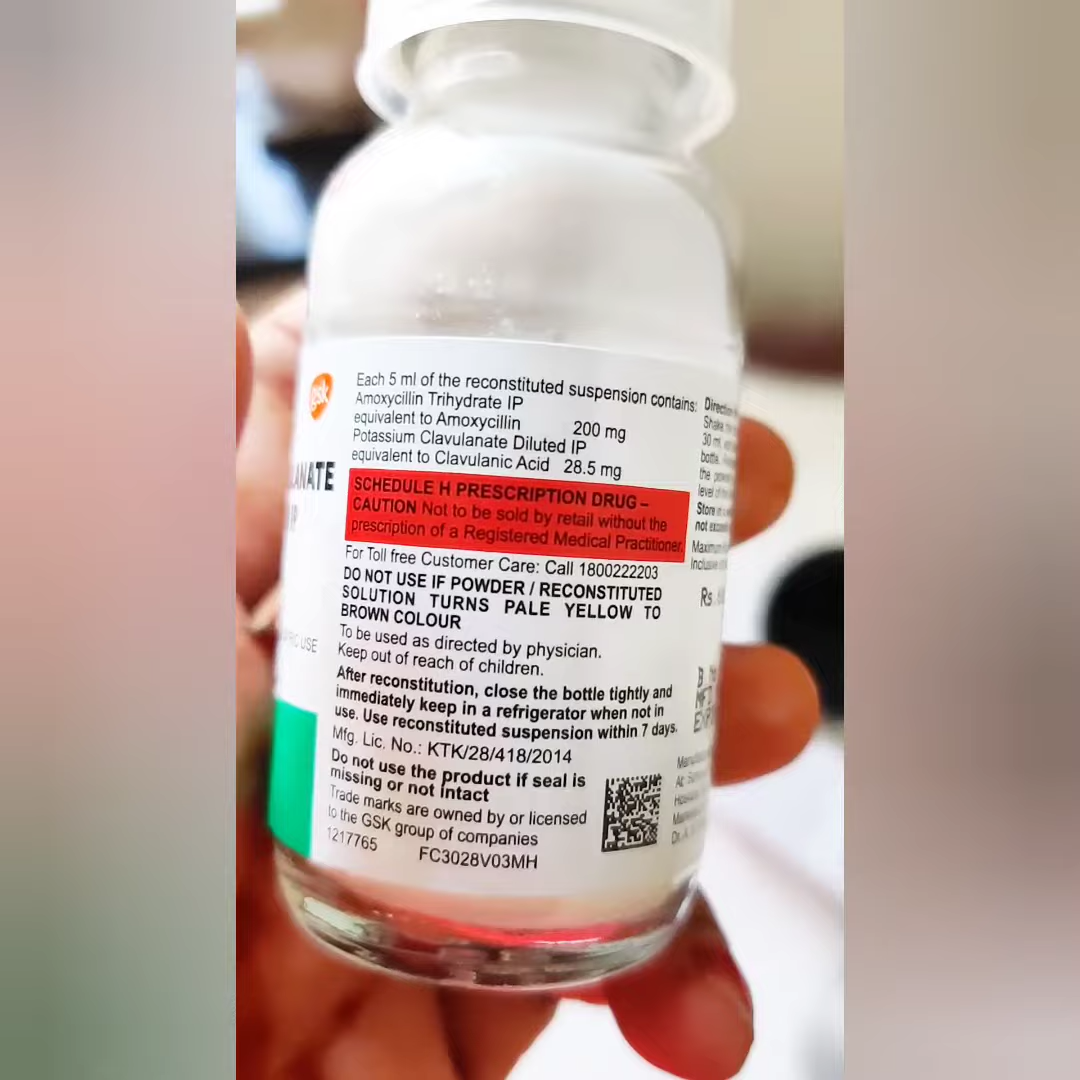 gsk
Each 5 ml of the reconstituted suspension contains:
Amoxycillin Trihydrate IP
equivalent to Amoxycillin 200 mg
Potassium Clavulanate Diluted IP
equivalent to Clavulanic Acid 28.5 mg
LANATE
SCHEDULE H PRESCRIPTION DRUG –
CAUTION Not to be sold by retail without the
prescription of a Registered Medical Practitioner.
For Toll free Customer Care: Call 1800222203
DO NOT USE IF POWDER / RECONSTITUTED
SOLUTION TURNS PALE YELLOW TO
BROWN COLOUR
To be used as directed by physician.
Keep out of reach of children.
USE
After reconstitution, close the bottle tightly and
immediately keep in a refrigerator when not in
use. Use reconstituted suspension within 7 days.
Mfg. Lic. No.: KTK/28/418/2014
Do not use the product if seal is
missing or not intact
Trade marks are owned by or licensed
to the GSK group of companies
1217765 FC3028V03MH
Shake
30 ml
bottle.
the
level of
Store in
not
Rs